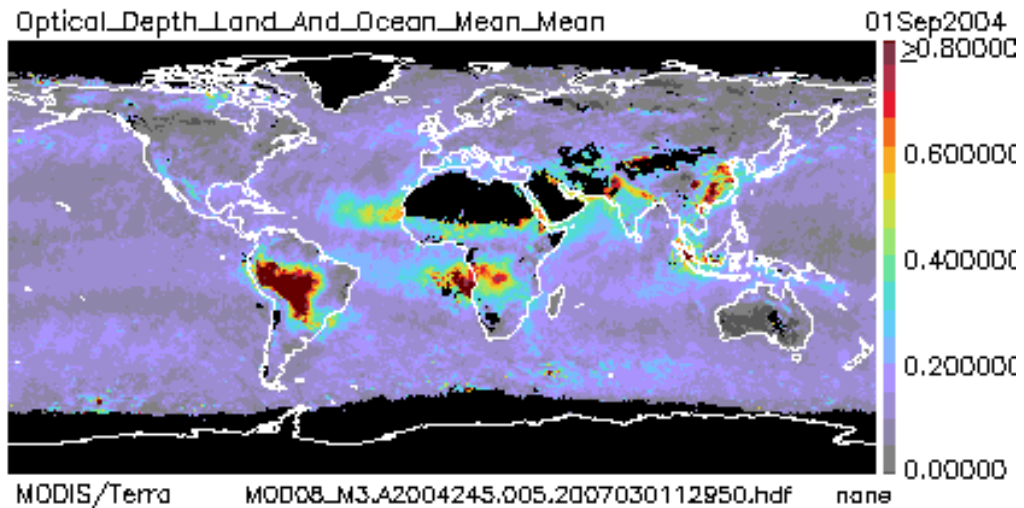 Optical_Depth_Land_And_Ocean_Mean_Mean 01Sep2004
≥0.80000
0.600000
0.400000
0.200000
0.00000
MODIS/Terra MOD08_M3.A2004245.005.2007030112950.hdf none